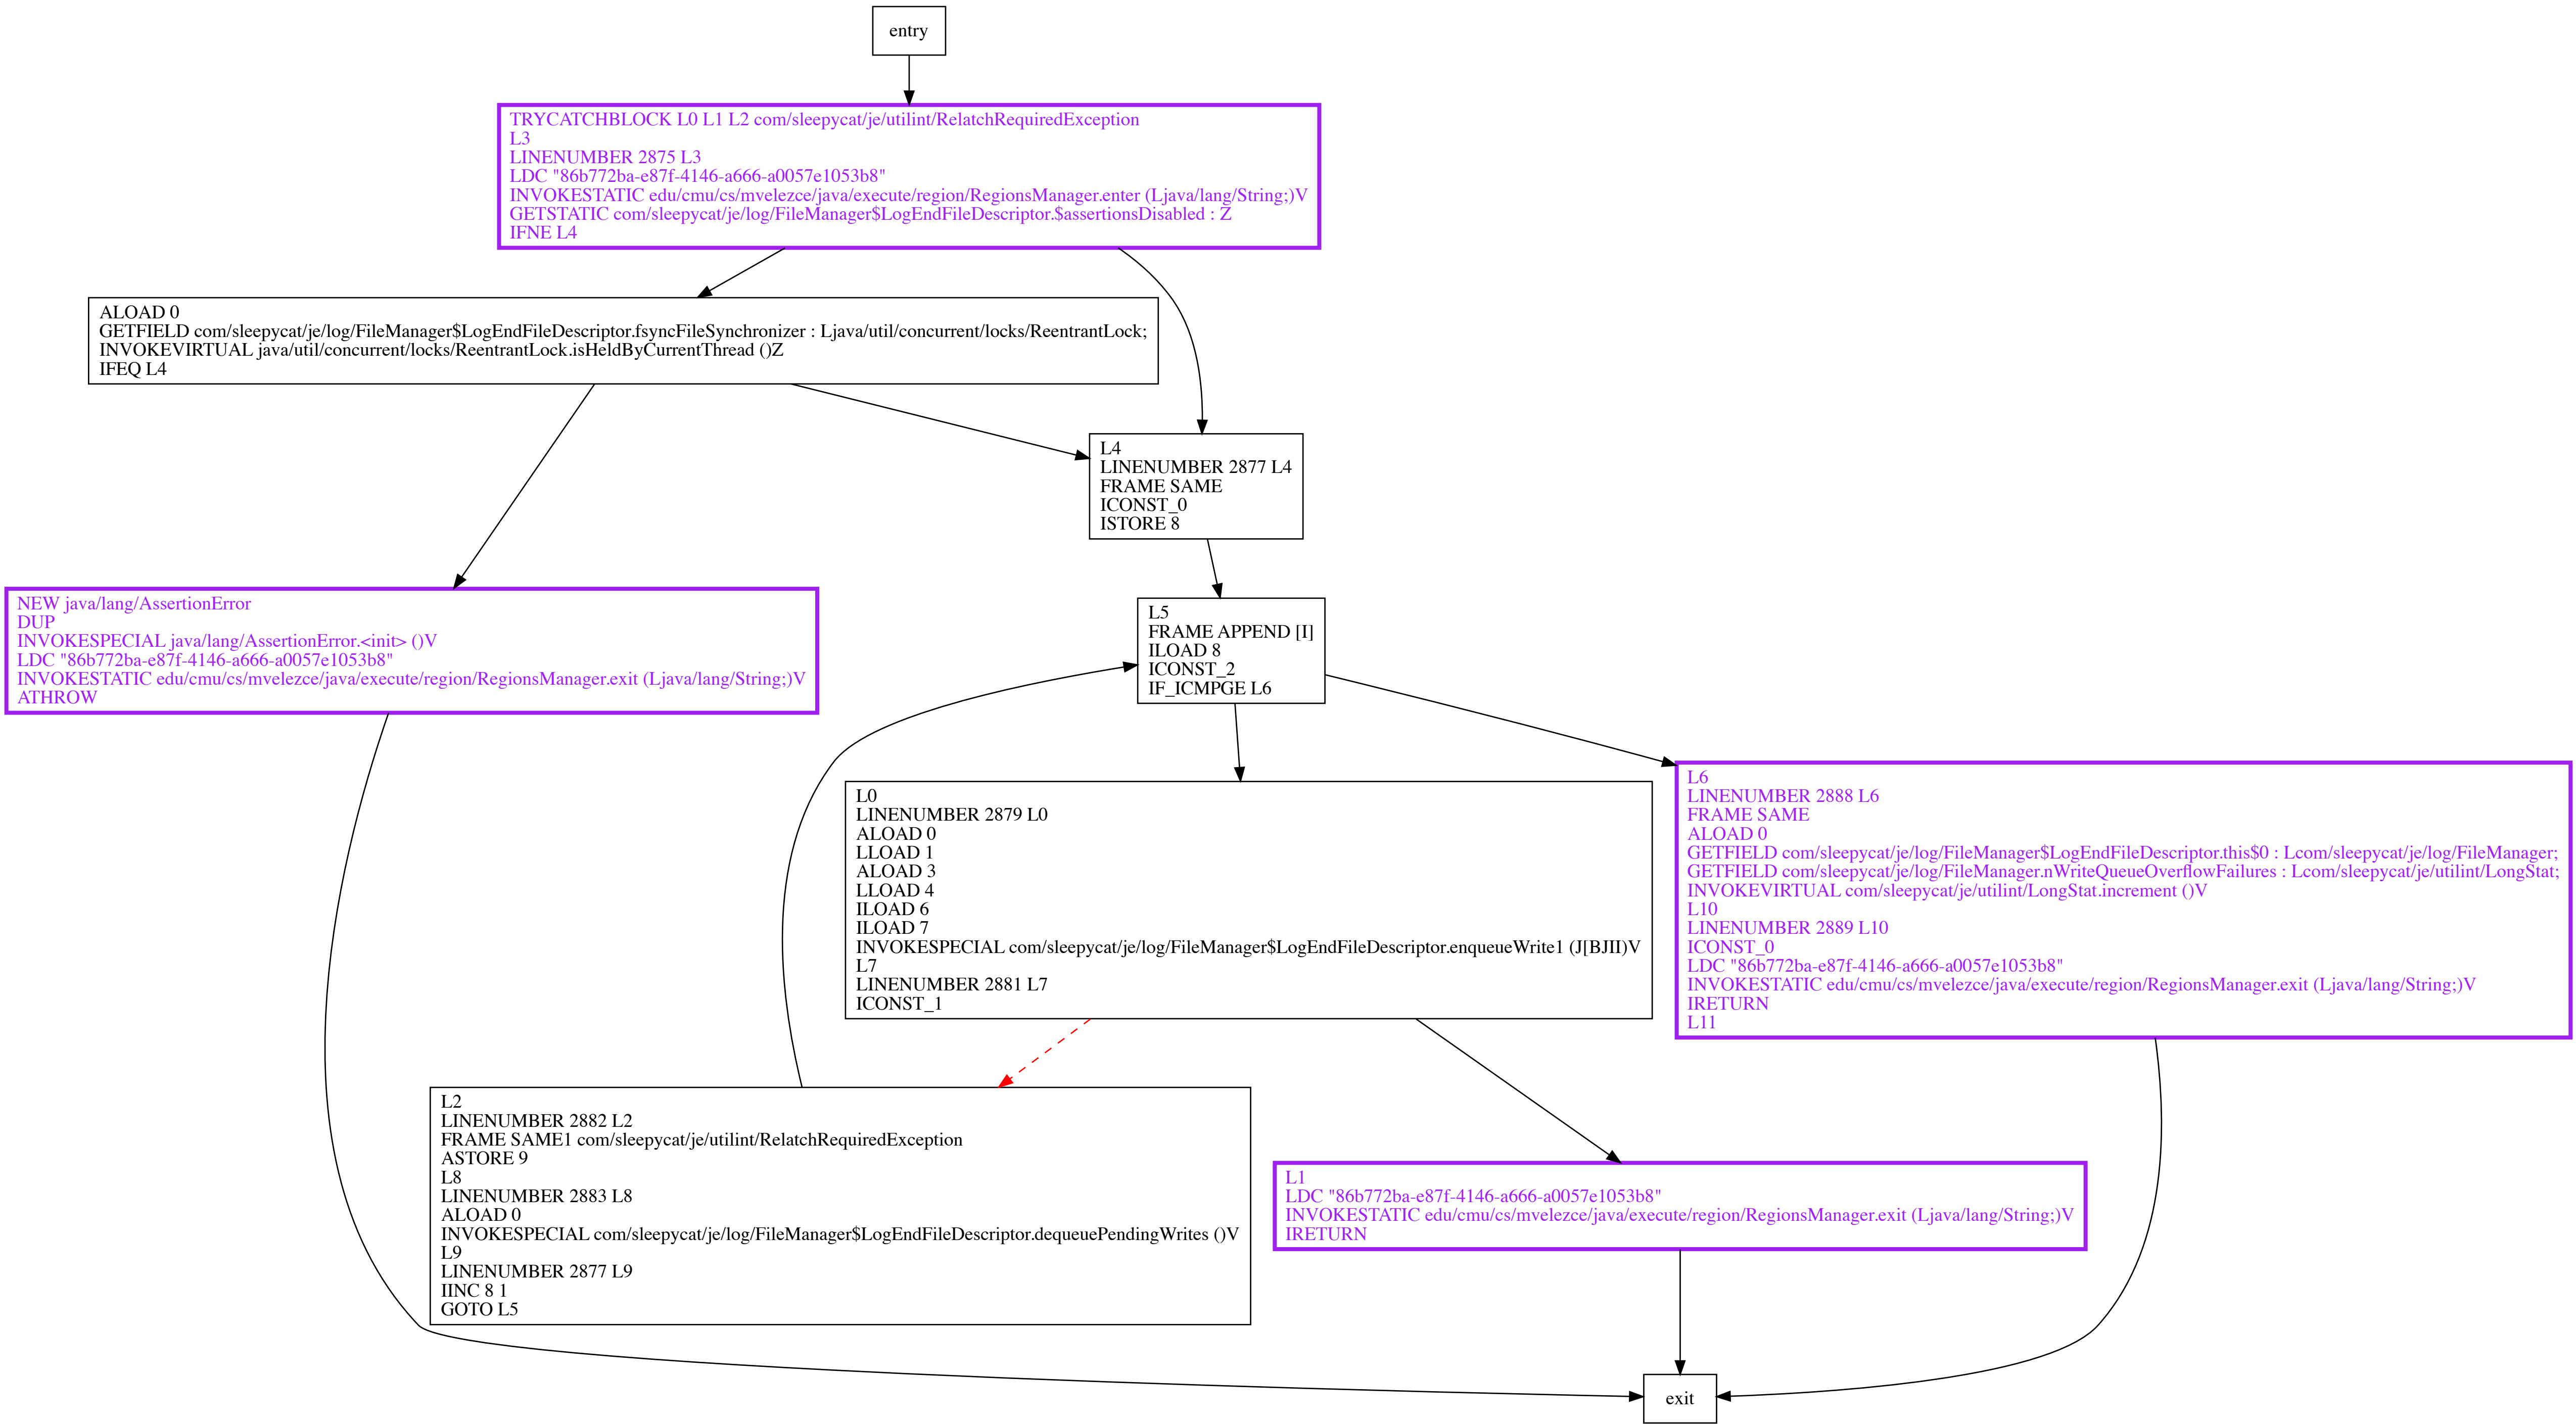 entry
TRYCATCHBLOCK L0 L1 L2 com/sleepycat/je/utilint/RelatchRequiredException
L3
LINENUMBER 2875 L3
LDC "86b772ba-e87f-4146-a666-a0057e1053b8"
INVOKESTATIC edu/cmu/cs/mvelezce/java/execute/region/RegionsManager.enter (Ljava/lang/String;)V
GETSTATIC com/sleepycat/je/log/FileManager$LogEndFileDescriptor.$assertionsDisabled : Z
IFNE L4
ALOAD 0
GETFIELD com/sleepycat/je/log/FileManager$LogEndFileDescriptor.fsyncFileSynchronizer : Ljava/util/concurrent/locks/ReentrantLock;
INVOKEVIRTUAL java/util/concurrent/locks/ReentrantLock.isHeldByCurrentThread ()Z
IFEQ L4
L4
LINENUMBER 2877 L4
FRAME SAME
ICONST_0
ISTORE 8
NEW java/lang/AssertionError
DUP
INVOKESPECIAL java/lang/AssertionError.<init> ()V
LDC "86b772ba-e87f-4146-a666-a0057e1053b8"
INVOKESTATIC edu/cmu/cs/mvelezce/java/execute/region/RegionsManager.exit (Ljava/lang/String;)V
ATHROW
L5
FRAME APPEND [I]
ILOAD 8
ICONST_2
IF_ICMPGE L6
L0
LINENUMBER 2879 L0
ALOAD 0
LLOAD 1
ALOAD 3
LLOAD 4
ILOAD 6
ILOAD 7
INVOKESPECIAL com/sleepycat/je/log/FileManager$LogEndFileDescriptor.enqueueWrite1 (J[BJII)V
L7
LINENUMBER 2881 L7
ICONST_1
L6
LINENUMBER 2888 L6
FRAME SAME
ALOAD 0
GETFIELD com/sleepycat/je/log/FileManager$LogEndFileDescriptor.this$0 : Lcom/sleepycat/je/log/FileManager;
GETFIELD com/sleepycat/je/log/FileManager.nWriteQueueOverflowFailures : Lcom/sleepycat/je/utilint/LongStat;
INVOKEVIRTUAL com/sleepycat/je/utilint/LongStat.increment ()V
L10
LINENUMBER 2889 L10
ICONST_0
LDC "86b772ba-e87f-4146-a666-a0057e1053b8"
INVOKESTATIC edu/cmu/cs/mvelezce/java/execute/region/RegionsManager.exit (Ljava/lang/String;)V
IRETURN
L11
L2
LINENUMBER 2882 L2
FRAME SAME1 com/sleepycat/je/utilint/RelatchRequiredException
ASTORE 9
L8
LINENUMBER 2883 L8
ALOAD 0
INVOKESPECIAL com/sleepycat/je/log/FileManager$LogEndFileDescriptor.dequeuePendingWrites ()V
L9
LINENUMBER 2877 L9
IINC 8 1
GOTO L5
L1
LDC "86b772ba-e87f-4146-a666-a0057e1053b8"
INVOKESTATIC edu/cmu/cs/mvelezce/java/execute/region/RegionsManager.exit (Ljava/lang/String;)V
IRETURN
exit